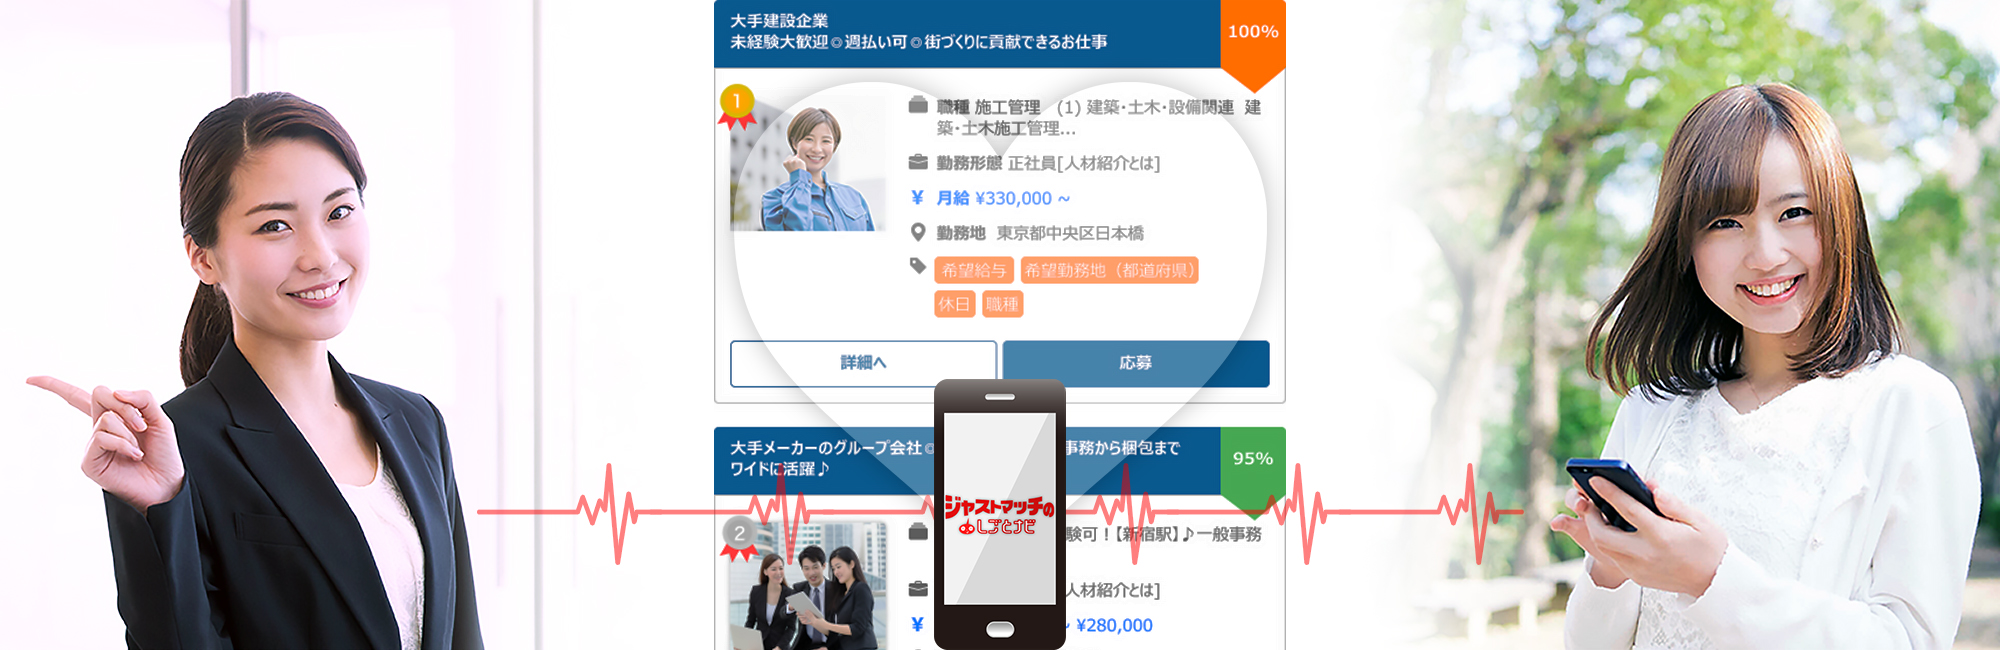 大手建設企業
未経験大歓迎◎週払い可◎街づくりに貢献できるお仕事
100%
1
職種 施工管理 (1) 建築・土木・設備関連 建
築・土木施工管理...
勤務形態 正社員[人材紹介とは]
¥ 月給 ¥330,000 ~
勤務地 東京都中央区日本橋
希望給与 希望勤務地（都道府県）
休日 職種
詳細へ
応募
大手メーカーのグループ会社◎
事務から梱包まで
ワイドに活躍♪
95%
ジャストマッチの
しごとナビ
2
験可！【新宿駅】♪一般事務
人材紹介とは]
¥
~ ¥280,000